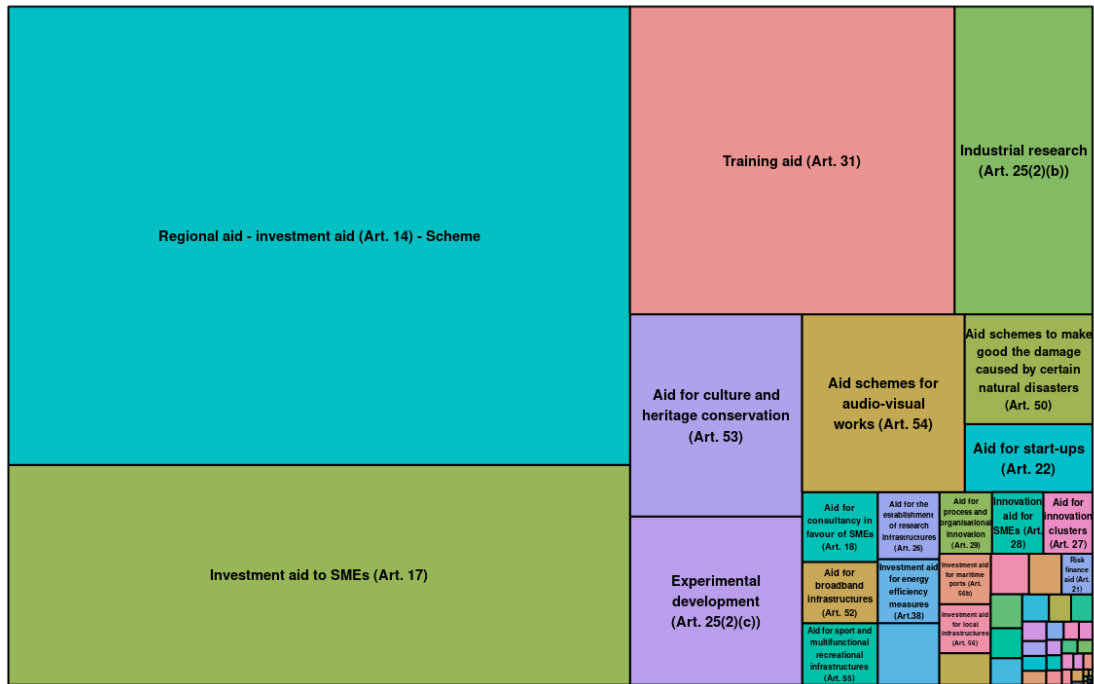 Regional aid - investment aid (Art. 14) - Scheme
Investment aid to SMEs (Art. 17)
Training aid (Art. 31)
Industrial research
(Art. 25(2)(b))
Aid for culture and
heritage conservation
(Art. 53)
Experimental
development
(Art. 25(2)(c))
Aid schemes for
audio-visual
works (Art. 54)
Aid schemes to make
good the damage
caused by certain
natural disasters
(Art. 50)
Aid for start-ups
(Art. 22)
Aid for
consultancy in
favour of SMEs
(Art. 18)
Aid for
broadband
infrastructures
(Art. 52)
Aid for sport and
multifunctional
recreational
infrastructures
(Art. 55)
Aid for the
establishment
of research
infrastructures
(Art. 26)
Investment aid
for energy
efficiency
measures
(Art.38)
Aid for
process and
organisational
innovation
(Art. 29)
Investment aid
for maritime
ports (Art.
56b)
Investment aid
for local
infrastructures
(Art. 56)
Innovation
aid for
SMEs (Art.
28)
Aid for
innovation
clusters
(Art. 27)
Risk
finance
aid (Art.
21)